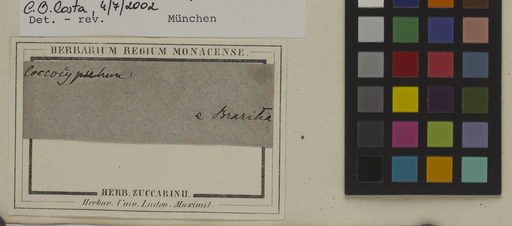 C.B. Costa, 4/7/2002
Det. - rev. München
HERBARIUM REGIUM MONACENSE.
Coccocypselum
e Brasilia
HERB. ZUCCARINII.
Herbar. Univ. Ludov. Maximil